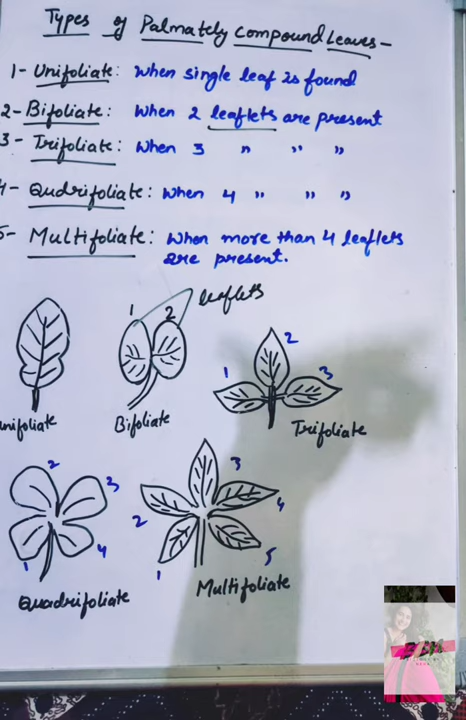 Types of Palmately Compound Leaves-
1- Unifoliate: When single leaf is found
2- Bifoliate: When 2 leaflets are present
3- Trifoliate: When 3 " " "
4- Quadrifoliate: When 4 " " "
5- Multifoliate: When more than 4 leaflets
are present.
leaflets
1 2
2
1 3
unifoliate
Bifoliate
Trifoliate
2 3
1 4
3
2 4
1 5
Quadrifoliate
Multifoliate